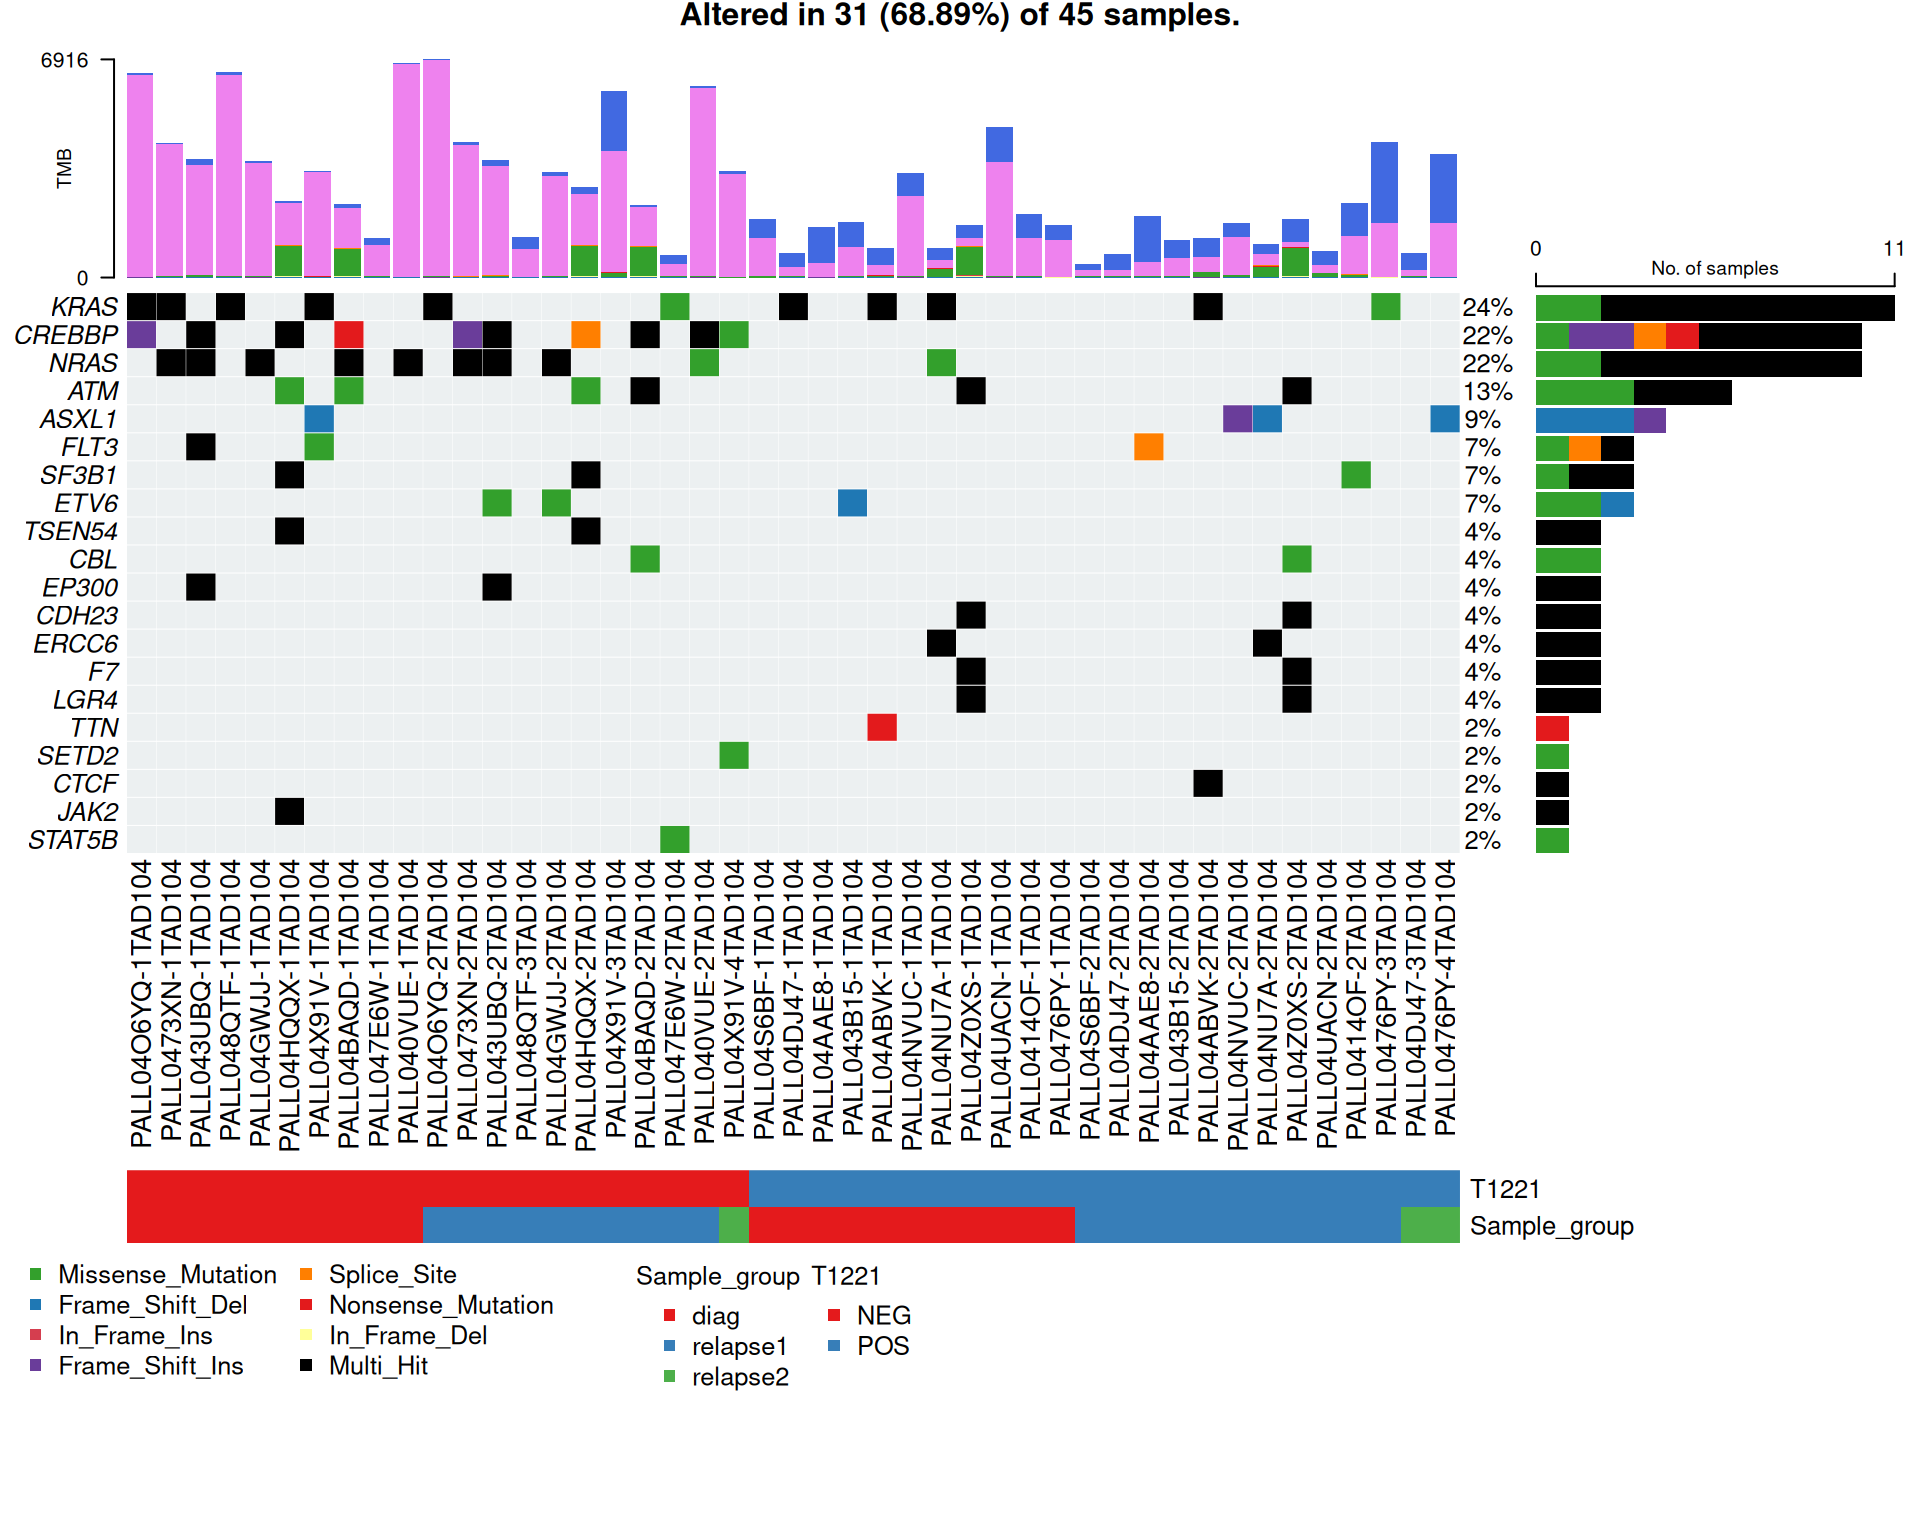 Altered in 31 (68.89%) of 45 samples.
6916
TMB
0
0
11
No. of samples
KRAS 24%
CREBBP 22%
NRAS 22%
ATM 13%
ASXL1 9%
FLT3 7%
SF3B1 7%
ETV6 7%
TSEN54 4%
CBL 4%
EP300 4%
CDH23 4%
ERCC6 4%
F7 4%
LGR4 4%
TTN 2%
SETD2 2%
CTCF 2%
JAK2 2%
STAT5B 2%
PALL04O6YQ-1TAD104
PALL0473XN-1TAD104
PALL043UBQ-1TAD104
PALL048QTF-1TAD104
PALL04GWJJ-1TAD104
PALL04HQQX-1TAD104
PALL04X91V-1TAD104
PALL04BAQD-1TAD104
PALL047E6W-1TAD104
PALL040VUE-1TAD104
PALL04O6YQ-2TAD104
PALL0473XN-2TAD104
PALL043UBQ-2TAD104
PALL048QTF-3TAD104
PALL04GWJJ-2TAD104
PALL04HQQX-2TAD104
PALL04X91V-3TAD104
PALL04BAQD-2TAD104
PALL047E6W-2TAD104
PALL040VUE-2TAD104
PALL04X91V-4TAD104
PALL04S6BF-1TAD104
PALL04DJ47-1TAD104
PALL04AAE8-1TAD104
PALL043B15-1TAD104
PALL04ABVK-1TAD104
PALL04NVUC-1TAD104
PALL04NU7A-1TAD104
PALL04Z0XS-1TAD104
PALL04UACN-1TAD104
PALL0414OF-1TAD104
PALL0476PY-1TAD104
PALL04S6BF-2TAD104
PALL04DJ47-2TAD104
PALL04AAE8-2TAD104
PALL043B15-2TAD104
PALL04ABVK-2TAD104
PALL04NVUC-2TAD104
PALL04NU7A-2TAD104
PALL04Z0XS-2TAD104
PALL04UACN-2TAD104
PALL0414OF-2TAD104
PALL0476PY-3TAD104
PALL04DJ47-3TAD104
PALL0476PY-4TAD104
T1221
Sample_group
Missense_Mutation
Frame_Shift_Del
In_Frame_Ins
Frame_Shift_Ins
Splice_Site
Nonsense_Mutation
In_Frame_Del
Multi_Hit
Sample_group
diag
relapse1
relapse2
T1221
NEG
POS